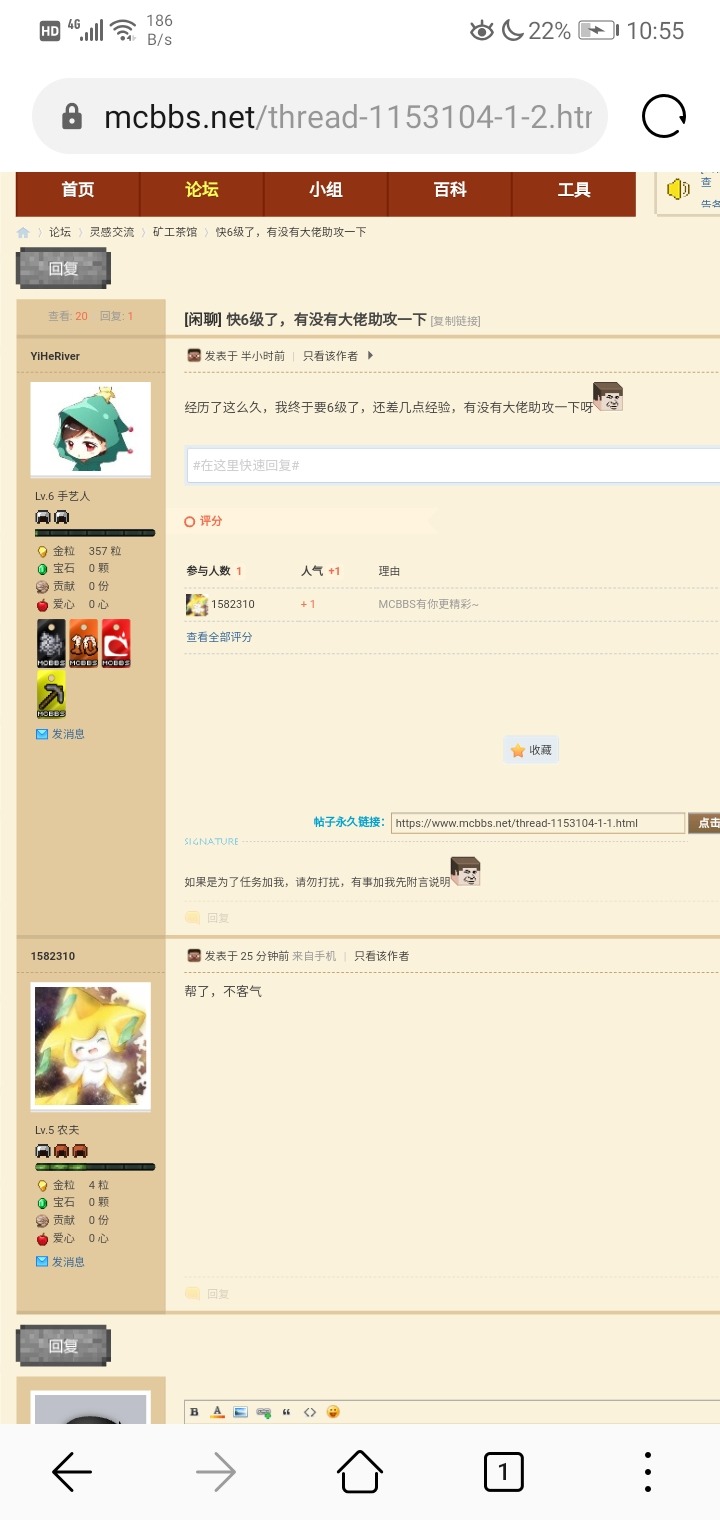 HD 4G 186 B/s 22% 10:55
mcbbs.net/thread-1153104-1-2.htr
首页 论坛 小组 百科 工具
查
告各
论坛 灵感交流 矿工茶馆 快6级了，有没有大佬助攻一下
回复
查看: 20 回复: 1
[闲聊] 快6级了，有没有大佬助攻一下 [复制链接]
YiHeRiver
发表于 半小时前 | 只看该作者
经历了这么久，我终于要6级了，还差几点经验，有没有大佬助攻一下呀
#在这里快速回复#
Lv.6 手艺人
评分
金粒 357 粒
宝石 0 颗
贡献 0 份
爱心 0 心
参与人数 1 人气 +1 理由
1582310 + 1 MCBBS有你更精彩~
查看全部评分
MCBBS 10 MCBBS MCBBS
MCBBS
发消息
收藏
帖子永久链接: https://www.mcbbs.net/thread-1153104-1-1.html 点击
SIGNATURE
如果是为了任务加我，请勿打扰，有事加我先附言说明
回复
1582310
发表于 25 分钟前 来自手机 | 只看该作者
帮了，不客气
Lv.5 农夫
金粒 4 粒
宝石 0 颗
贡献 0 份
爱心 0 心
发消息
回复
回复
B A “ <>
1